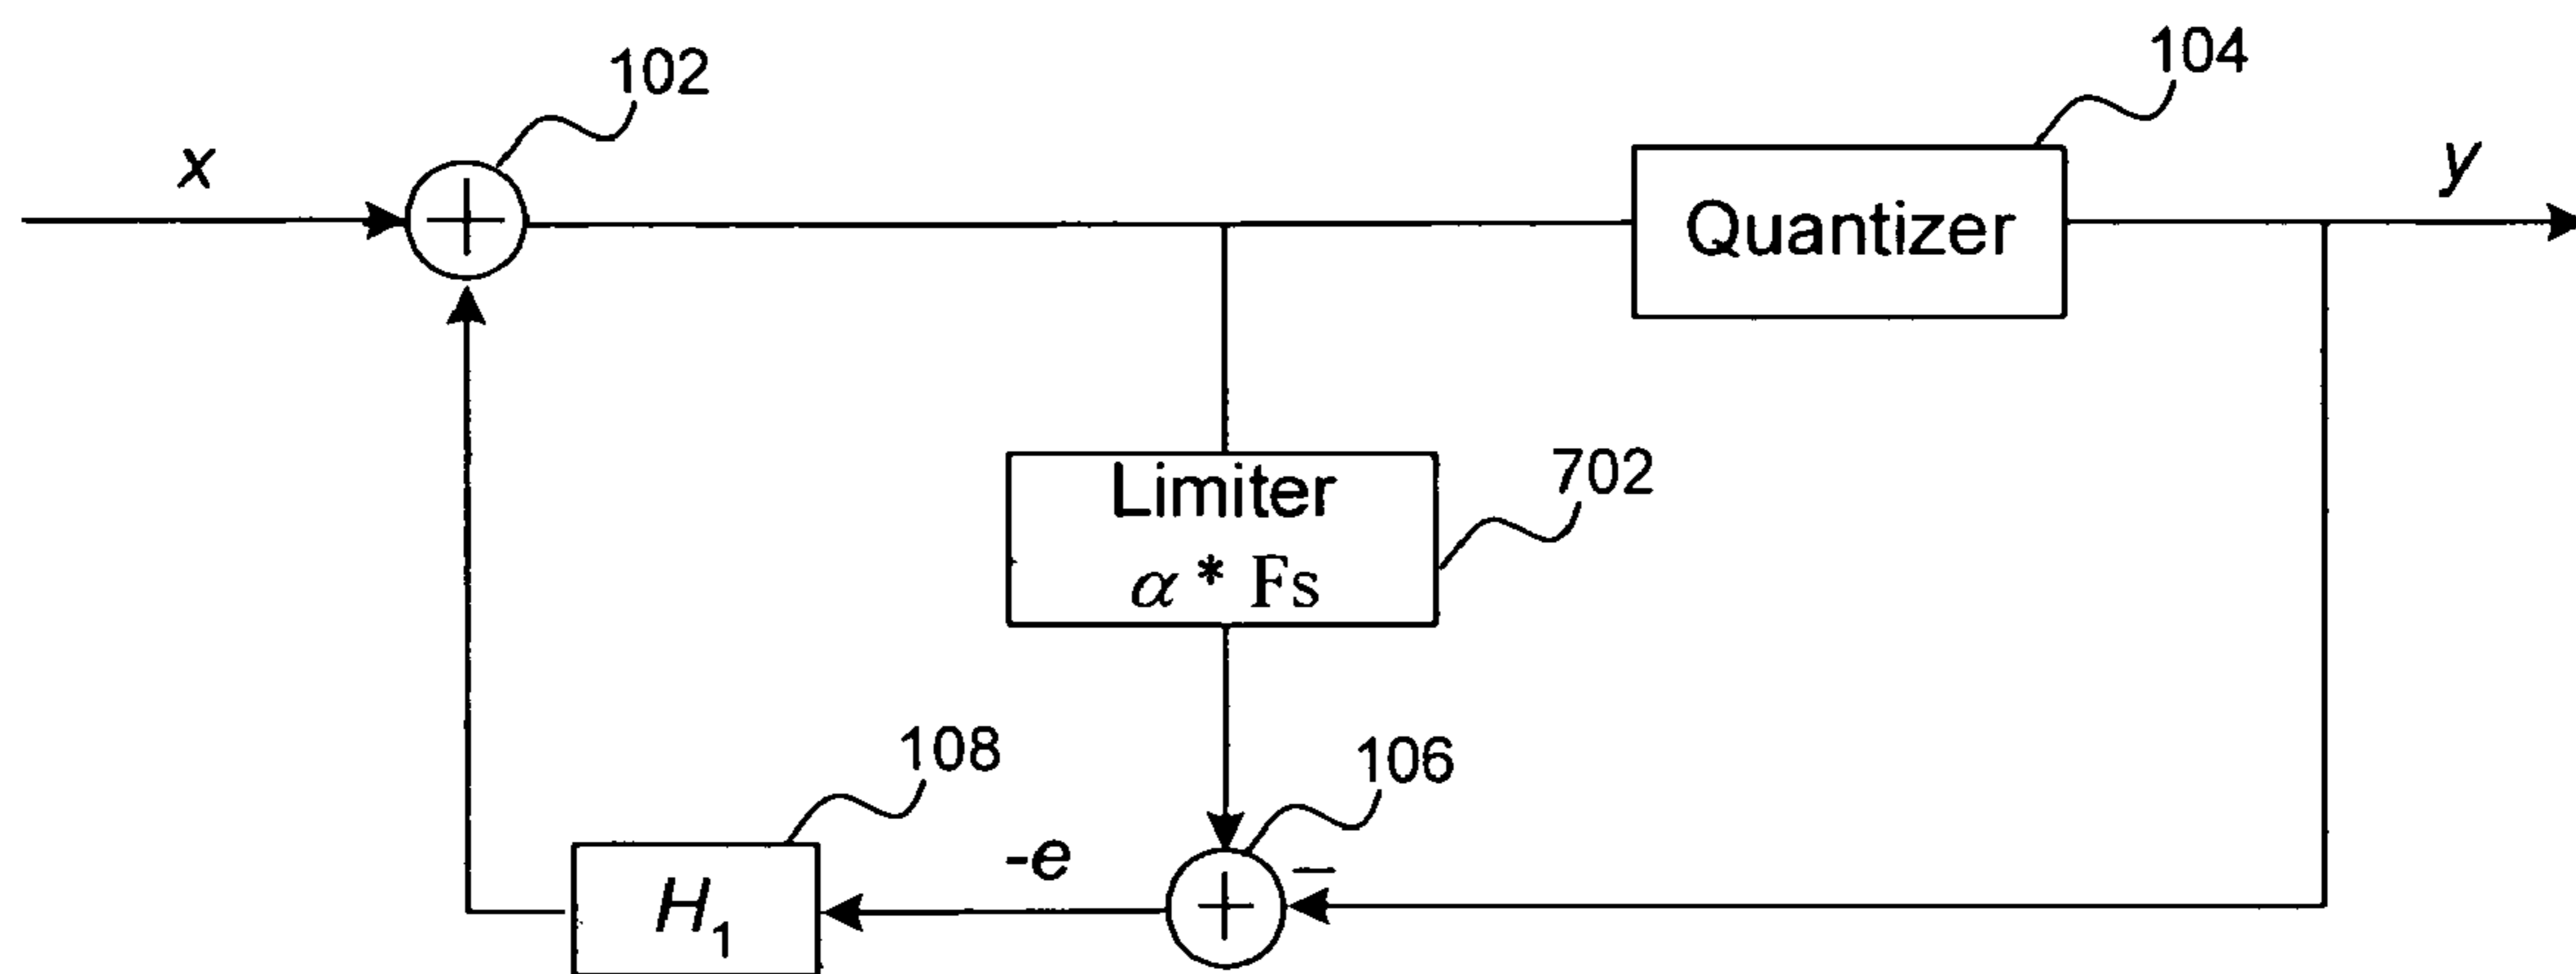 102
104
x
y
Quantizer
Limiter
α * Fs
702
108
106
-e
−
H₁